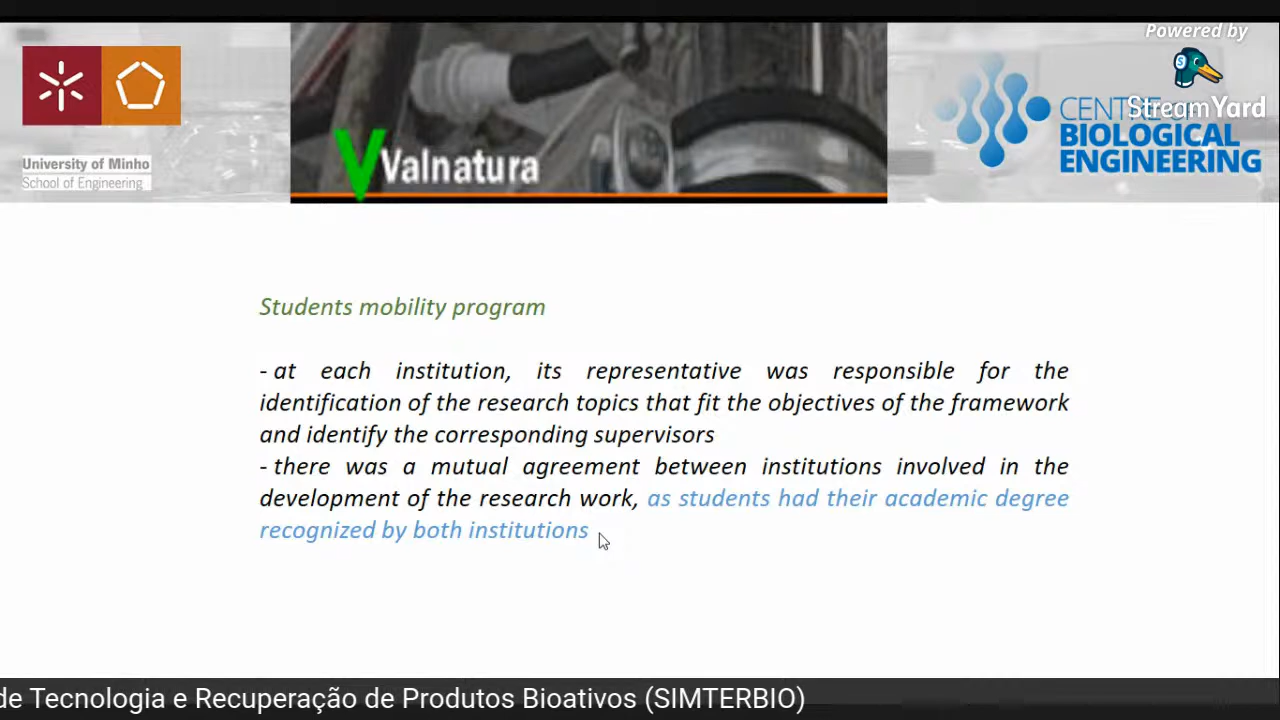 Powered by
StreamYard
University of Minho
School of Engineering
Valnatura
CENTRE OF
BIOLOGICAL
ENGINEERING
Students mobility program
- at each institution, its representative was responsible for the
identification of the research topics that fit the objectives of the framework
and identify the corresponding supervisors
- there was a mutual agreement between institutions involved in the
development of the research work, as students had their academic degree
recognized by both institutions
de Tecnologia e Recuperação de Produtos Bioativos (SIMTERBIO)